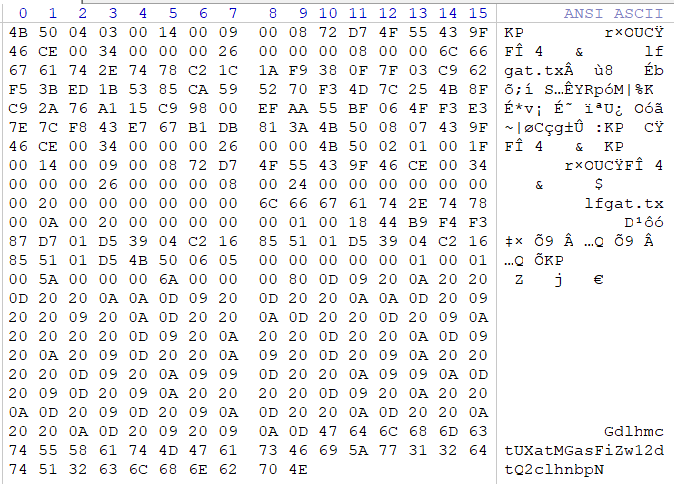 0 1 2 3 4 5 6 7 8 9 10 11 12 13 14 15 ANSI ASCII
4B 50 04 03 00 14 00 09 00 08 72 D7 4F 55 43 9F KP r×OUCŸ
46 CE 00 34 00 00 00 26 00 00 00 08 00 00 6C 66 FÎ 4 & lf
67 61 74 2E 74 78 C2 1C 1A F9 38 0F 7F 03 C9 62 gat.txÂ ù8 Éb
F5 3B ED 1B 53 85 CA 59 52 70 F3 4D 7C 25 4B 8F õ;í S…ÊYRpóM|%K
C9 2A 76 A1 15 C9 98 00 EF AA 55 BF 06 4F F3 E3 É*v¡ É˜ ïªU¿ Oóã
7E 7C F8 43 E7 67 B1 DB 81 3A 4B 50 08 07 43 9F ~|øCçg±Û :KP CŸ
46 CE 00 34 00 00 00 26 00 00 4B 50 02 01 00 1F FÎ 4 & KP
00 14 00 09 00 08 72 D7 4F 55 43 9F 46 CE 00 34 r×OUCŸFÎ 4
00 00 00 26 00 00 00 08 00 24 00 00 00 00 00 00 & $
00 20 00 00 00 00 00 00 6C 66 67 61 74 2E 74 78 lfgat.tx
00 0A 00 20 00 00 00 00 00 01 00 18 44 B9 F4 F3 D¹ôó
87 D7 01 D5 39 04 C2 16 85 51 01 D5 39 04 C2 16 ‡× Õ9 Â …Q Õ9 Â
85 51 01 D5 4B 50 06 05 00 00 00 00 00 01 00 01 …Q ÕKP
00 5A 00 00 00 6A 00 00 00 80 0D 09 20 0A 20 20 Z j €
0D 20 20 0A 0A 0D 09 20 0D 20 20 0A 0A 0D 20 09
20 20 09 20 0A 20 20 20 0A 0D 20 20 0D 20 09 0A
20 20 20 20 0D 09 20 0A 20 20 0D 20 20 0A 0D 09
20 0A 20 09 0D 20 20 0A 09 20 0D 20 09 0A 20 20
20 20 0D 09 20 0A 09 09 0D 20 20 0A 09 09 0A 0D
20 09 0D 20 09 0A 20 20 20 20 0D 09 20 0A 20 20
0A 0D 20 09 0D 20 09 0A 0D 20 20 0A 0D 20 20 0A
20 20 0A 0D 20 09 20 09 0A 0D 47 64 6C 68 6D 63 Gdlhmc
74 55 58 61 74 4D 47 61 73 46 69 5A 77 31 32 64 tUXatMGasFiZw12d
74 51 32 63 6C 68 6E 62 70 4E tQ2clhnbpN